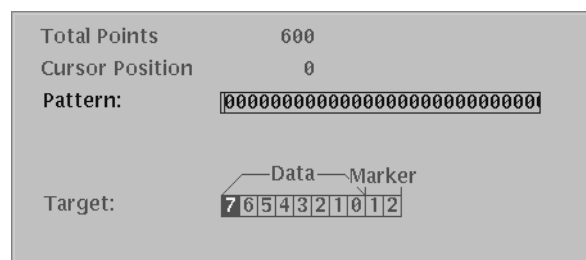 Total Points 600
Cursor Position 0
Pattern: 00000000000000000000000000000
Data Marker
Target: 7 6 5 4 3 2 1 0 1 2